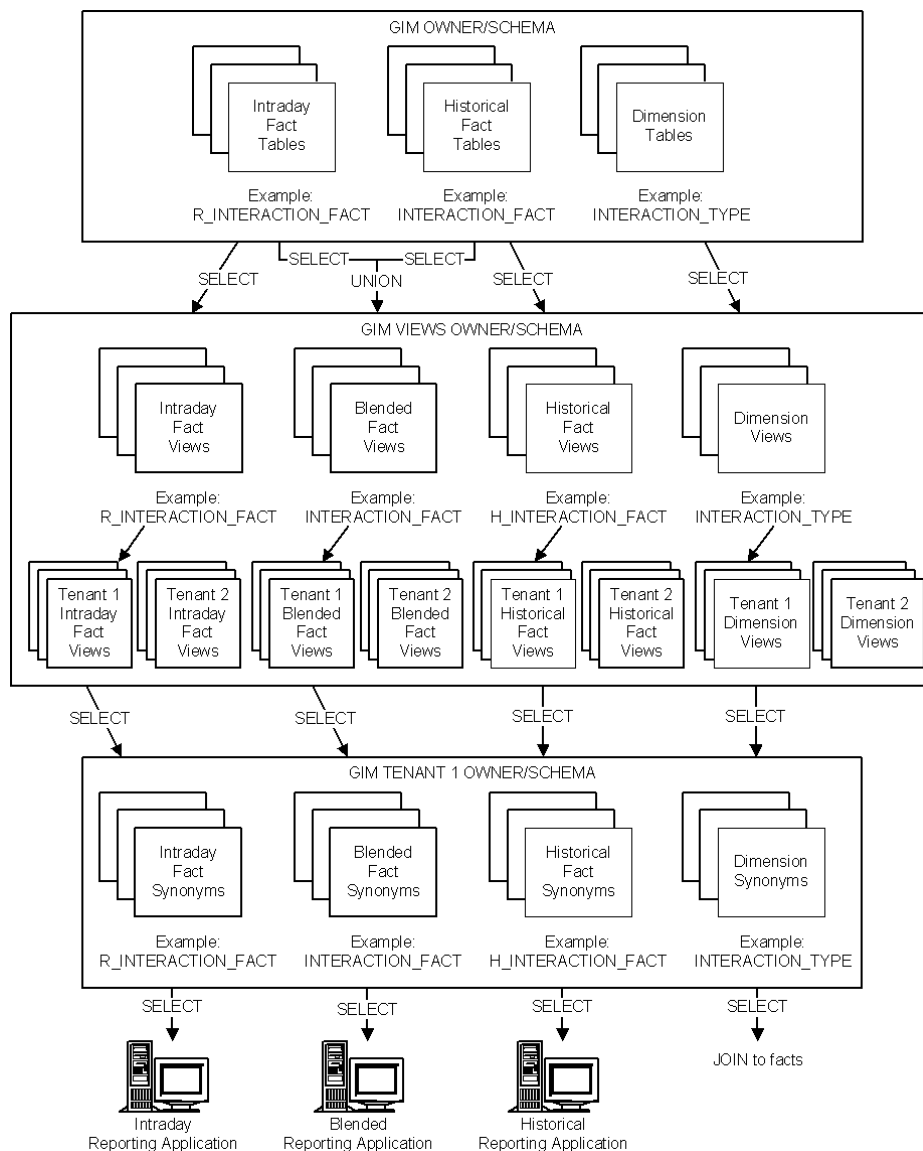 GIM OWNER/SCHEMA
Intraday
Fact
Tables
Historical
Fact
Tables
Dimension
Tables
Example:
R_INTERACTION_FACT
Example:
INTERACTION_FACT
Example:
INTERACTION_TYPE
SELECT
SELECT
SELECT
UNION
SELECT
SELECT
GIM VIEWS OWNER/SCHEMA
Intraday
Fact
Views
Blended
Fact
Views
Historical
Fact
Views
Dimension
Views
Example:
R_INTERACTION_FACT
Example:
INTERACTION_FACT
Example:
H_INTERACTION_FACT
Example:
INTERACTION_TYPE
Tenant 1
Intraday
Fact
Views
Tenant 2
Intraday
Fact
Views
Tenant 1
Blended
Fact
Views
Tenant 2
Blended
Fact
Views
Tenant 1
Historical
Fact
Views
Tenant 2
Historical
Fact
Views
Tenant 1
Dimension
Views
Tenant 2
Dimension
Views
SELECT
SELECT
SELECT
SELECT
GIM TENANT 1 OWNER/SCHEMA
Intraday
Fact
Synonyms
Blended
Fact
Synonyms
Historical
Fact
Synonyms
Dimension
Synonyms
Example:
R_INTERACTION_FACT
Example:
INTERACTION_FACT
Example:
H_INTERACTION_FACT
Example:
INTERACTION_TYPE
SELECT
SELECT
SELECT
SELECT
JOIN to facts
Intraday
Reporting Application
Blended
Reporting Application
Historical
Reporting Application